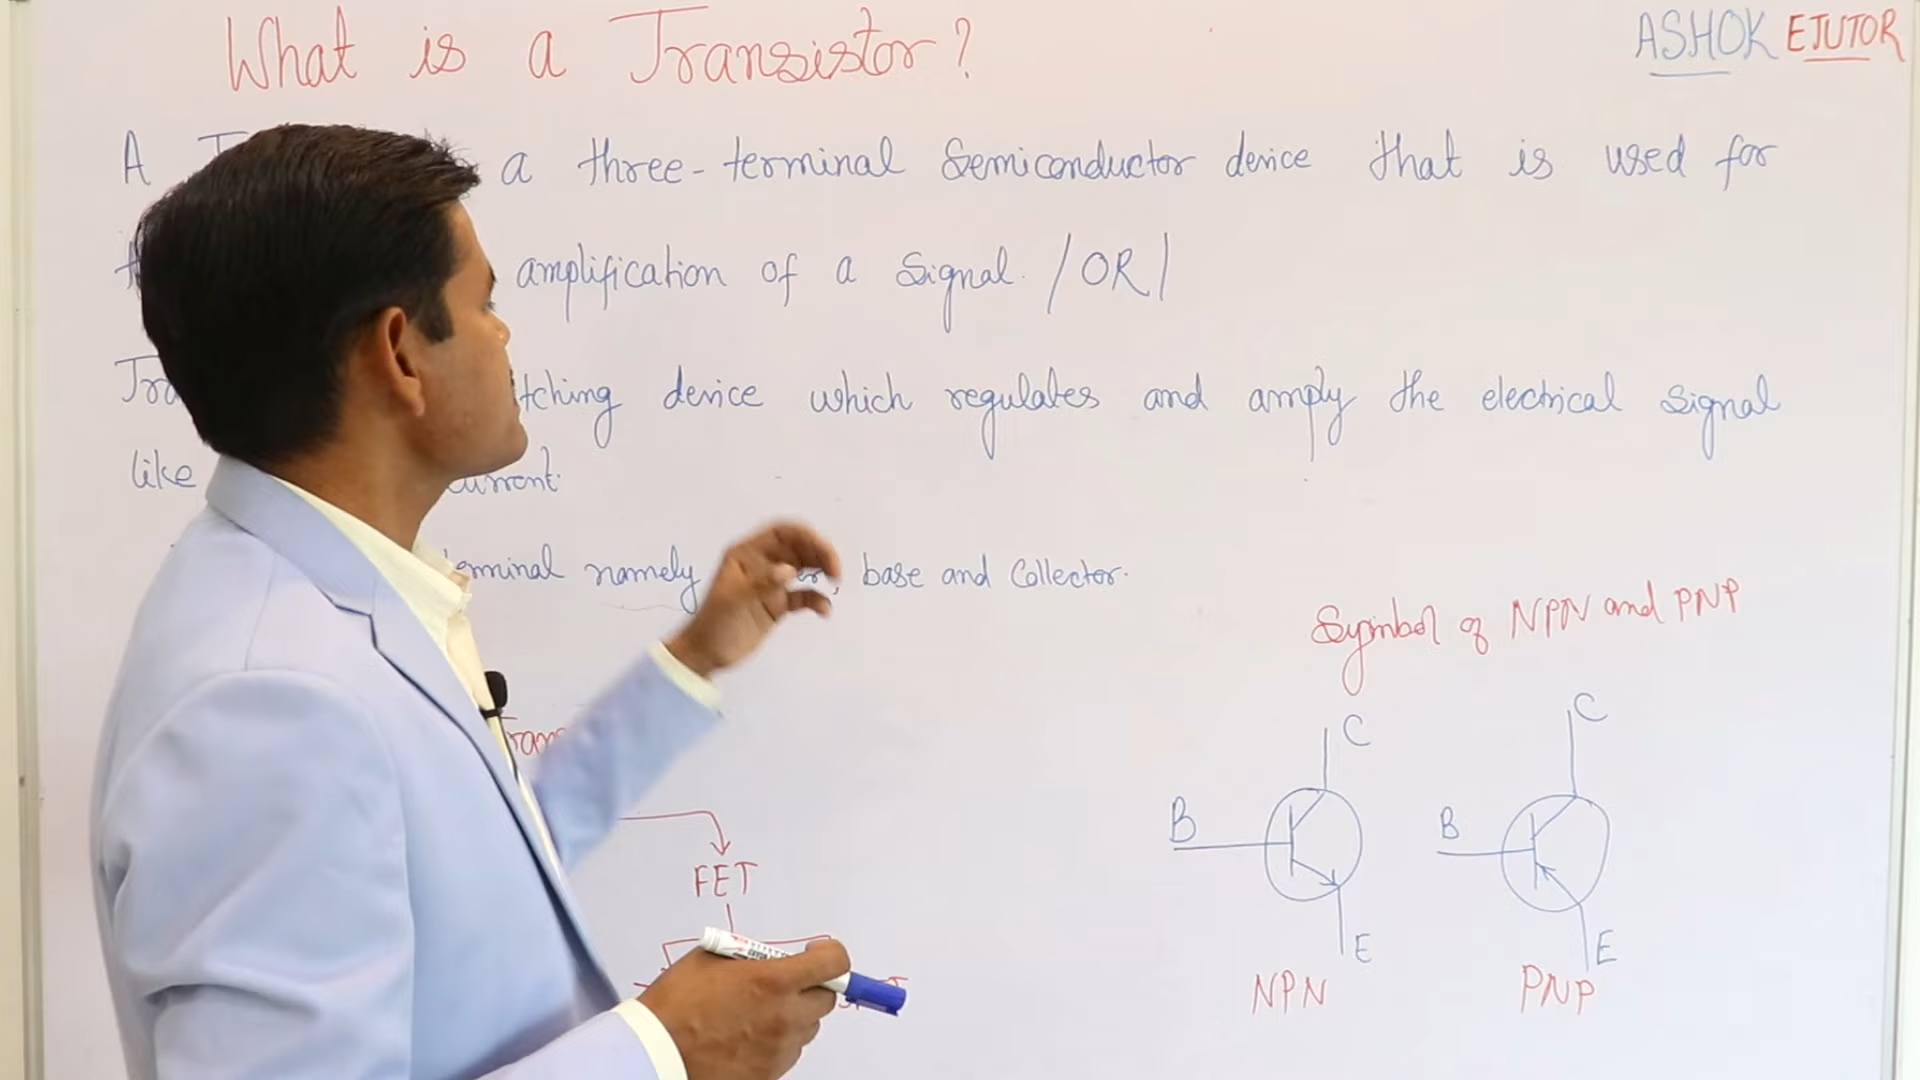 What is a Transistor?
ASHOK EJUTOR
A a three-terminal Semiconductor device that is used for
amplification of a Signal. /OR/
device which regulates and amply the electrical Signal
like current.
namely base and Collector.
Symbol of NPN and PNP
C
C
B
B
FET
E
E
NPN
PNP